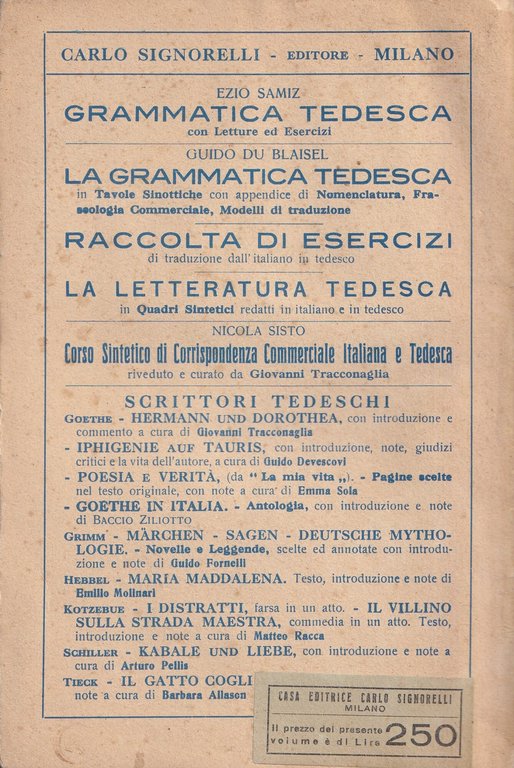 CARLO SIGNORELLI - EDITORE - MILANO
EZIO SAMIZ
GRAMMATICA TEDESCA
con Letture ed Esercizi
GUIDO DU BLAISEL
LA GRAMMATICA TEDESCA
in Tavole Sinottiche con appendice di Nomenclatura, Fra-
seologia Commerciale, Modelli di traduzione
RACCOLTA DI ESERCIZI
di traduzione dall'italiano in tedesco
LA LETTERATURA TEDESCA
in Quadri Sintetici redatti in italiano e in tedesco
NICOLA SISTO
Corso Sintetico di Corrispondenza Commerciale Italiana e Tedesca
riveduto e curato da Giovanni Tracconaglia
SCRITTORI TEDESCHI
GOETHE - HERMANN UND DOROTHEA, con introduzione e
commento a cura di Giovanni Tracconaglia
- IPHIGENIE AUF TAURIS, con introduzione, note, giudizi
critici e la vita dell'autore, a cura di Guido Devescovi
- POESIA E VERITÀ, (da “ La mia vita „). - Pagine scelte
nel testo originale, con note a cura di Emma Sola
- GOETHE IN ITALIA. - Antologia, con introduzione e note
di BACCIO ZILIOTTO
GRIMM - MÄRCHEN - SAGEN - DEUTSCHE MYTHO-
LOGIE. - Novelle e Leggende, scelte ed annotate con introdu-
zione e note di Guido Fornelli
HEBBEL - MARIA MADDALENA. Testo, introduzione e note di
Emilio Molinari
KOTZEBUE - I DISTRATTI, farsa in un atto. - IL VILLINO
SULLA STRADA MAESTRA, commedia in un atto. Testo,
introduzione e note a cura di Matteo Racca
SCHILLER - KABALE UND LIEBE, con introduzione e note a
cura di Arturo Pellis
TIECK - IL GATTO COGLI
note a cura di Barbara Allason
CASA EDITRICE CARLO SIGNORELLI
MILANO
Il prezzo del presente
volume è di Lire 250